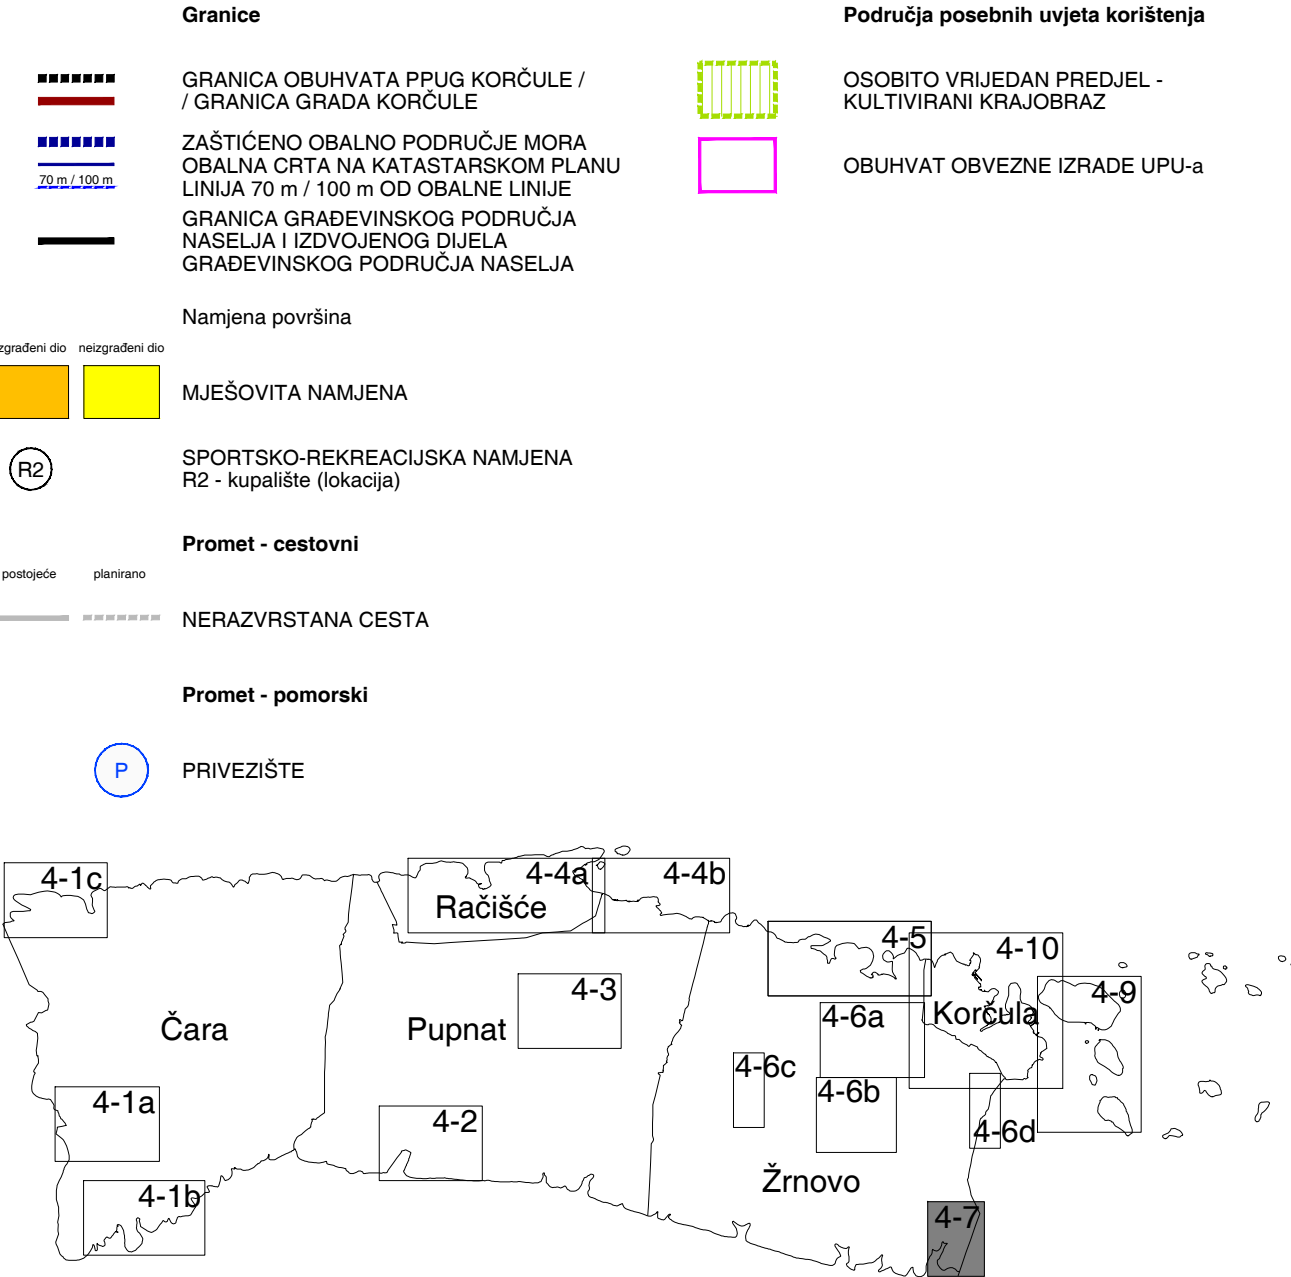 Granice
GRANICA OBUHVATA PPUG KORČULE /
/ GRANICA GRADA KORČULE
ZAŠTIĆENO OBALNO PODRUČJE MORA
OBALNA CRTA NA KATASTARSKOM PLANU
70 m / 100 m
LINIJA 70 m / 100 m OD OBALNE LINIJE
GRANICA GRAĐEVINSKOG PODRUČJA
NASELJA I IZDVOJENOG DIJELA
GRAĐEVINSKOG PODRUČJA NASELJA
Namjena površina
zgrađeni dio neizgrađeni dio
MJEŠOVITA NAMJENA
R2
SPORTSKO-REKREACIJSKA NAMJENA
R2 - kupalište (lokacija)
Promet - cestovni
postojeće planirano
NERAZVRSTANA CESTA
Promet - pomorski
P
PRIVEZIŠTE
Područja posebnih uvjeta korištenja
OSOBITO VRIJEDAN PREDJEL -
KULTIVIRANI KRAJOBRAZ
OBUHVAT OBVEZNE IZRADE UPU-a
4-1c
4-4a
4-4b
Račišće
4-5
4-10
4-3
4-9
Čara
Pupnat
4-6a
Korčula
4-6c
4-6b
4-1a
4-2
4-6d
4-1b
Žrnovo
4-7